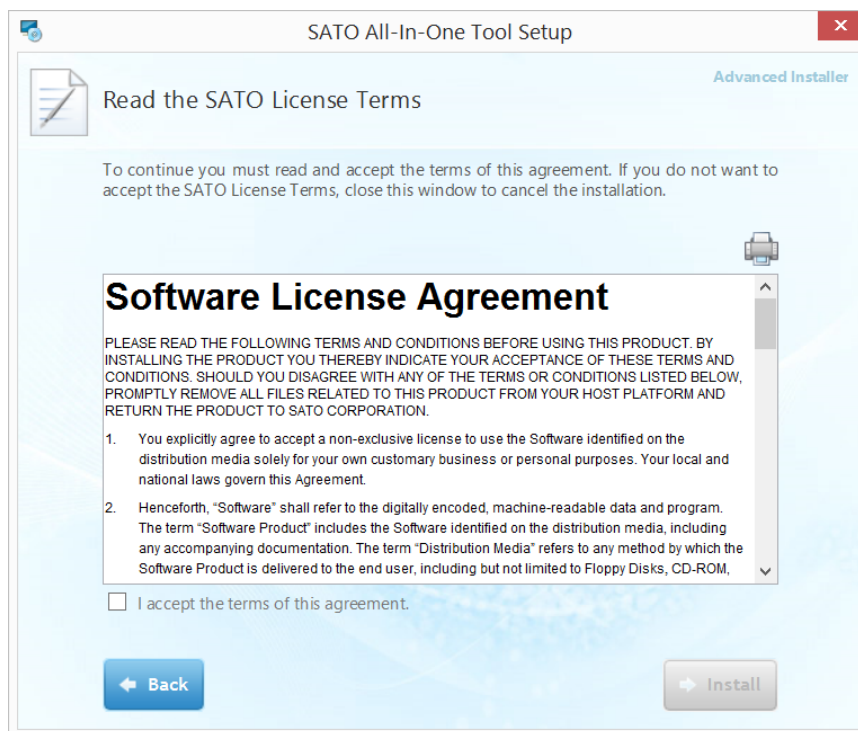 SATO All-In-One Tool Setup
Advanced Installer
Read the SATO License Terms
To continue you must read and accept the terms of this agreement. If you do not want to
accept the SATO License Terms, close this window to cancel the installation.
Software License Agreement
PLEASE READ THE FOLLOWING TERMS AND CONDITIONS BEFORE USING THIS PRODUCT. BY
INSTALLING THE PRODUCT YOU THEREBY INDICATE YOUR ACCEPTANCE OF THESE TERMS AND
CONDITIONS. SHOULD YOU DISAGREE WITH ANY OF THE TERMS OR CONDITIONS LISTED BELOW,
PROMPTLY REMOVE ALL FILES RELATED TO THIS PRODUCT FROM YOUR HOST PLATFORM AND
RETURN THE PRODUCT TO SATO CORPORATION.
1. You explicitly agree to accept a non-exclusive license to use the Software identified on the
distribution media solely for your own customary business or personal purposes. Your local and
national laws govern this Agreement.
2. Henceforth, “Software” shall refer to the digitally encoded, machine-readable data and program.
The term “Software Product” includes the Software identified on the distribution media, including
any accompanying documentation. The term “Distribution Media” refers to any method by which the
Software Product is delivered to the end user, including but not limited to Floppy Disks, CD-ROM,
I accept the terms of this agreement.
Back
Install